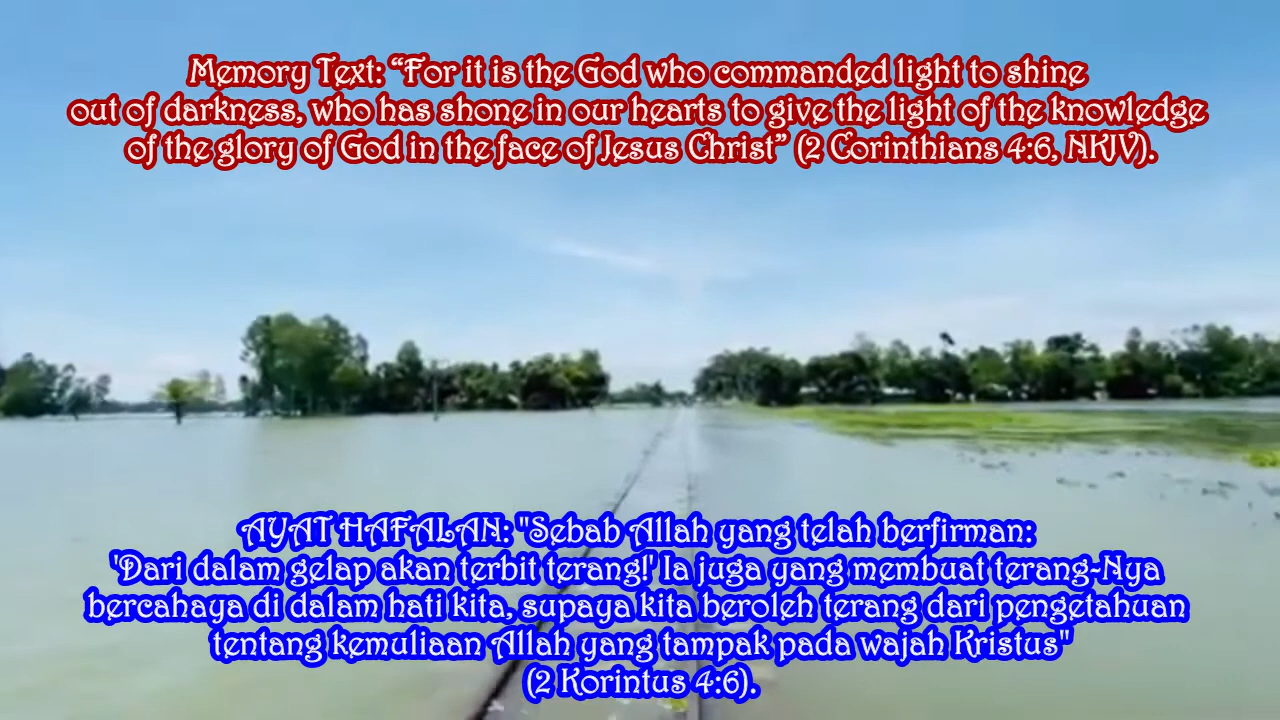 Memory Text: “For it is the God who commanded light to shine
out of darkness, who has shone in our hearts to give the light of the knowledge
of the glory of God in the face of Jesus Christ” (2 Corinthians 4:6, NKJV).
AYAT HAFALAN: "Sebab Allah yang telah berfirman:
'Dari dalam gelap akan terbit terang!' Ia juga yang membuat terang-Nya
bercahaya di dalam hati kita, supaya kita beroleh terang dari pengetahuan
tentang kemuliaan Allah yang tampak pada wajah Kristus"
(2 Korintus 4:6).